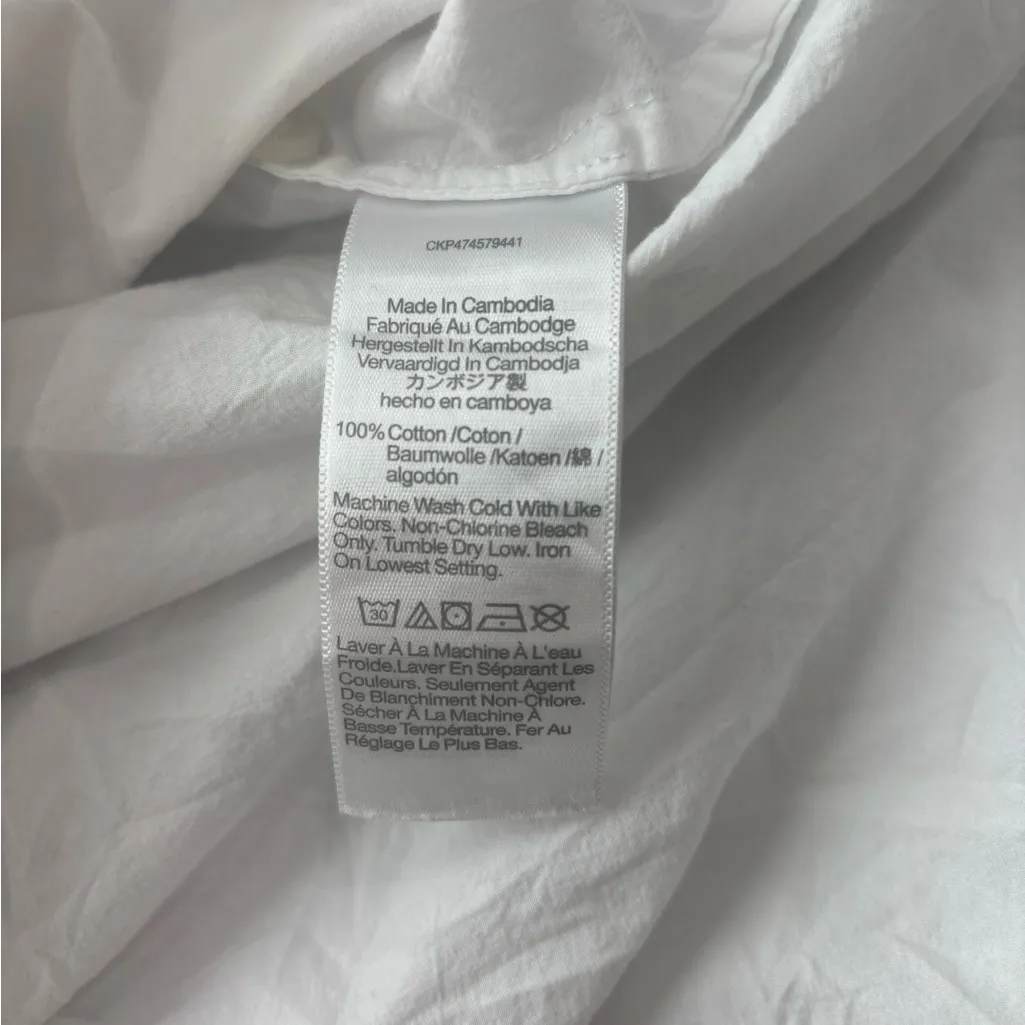 CKP474579441
Made In Cambodia
Fabriqué Au Cambodge
Hergestellt In Kambodscha
Vervaardigd In Cambodja
カンボジア製
hecho en camboya
100% Cotton /Coton /
Baumwolle /Katoen /綿 /
algodón
Machine Wash Cold With Like
Colors. Non-Chlorine Bleach
Only. Tumble Dry Low. Iron
On Lowest Setting.
30
Laver À La Machine À L'eau
Froide.Laver En Séparant Les
Couleurs. Seulement Agent
De Blanchiment Non-Chlore.
Sécher À La Machine À
Basse Température. Fer Au
Réglage Le Plus Bas.